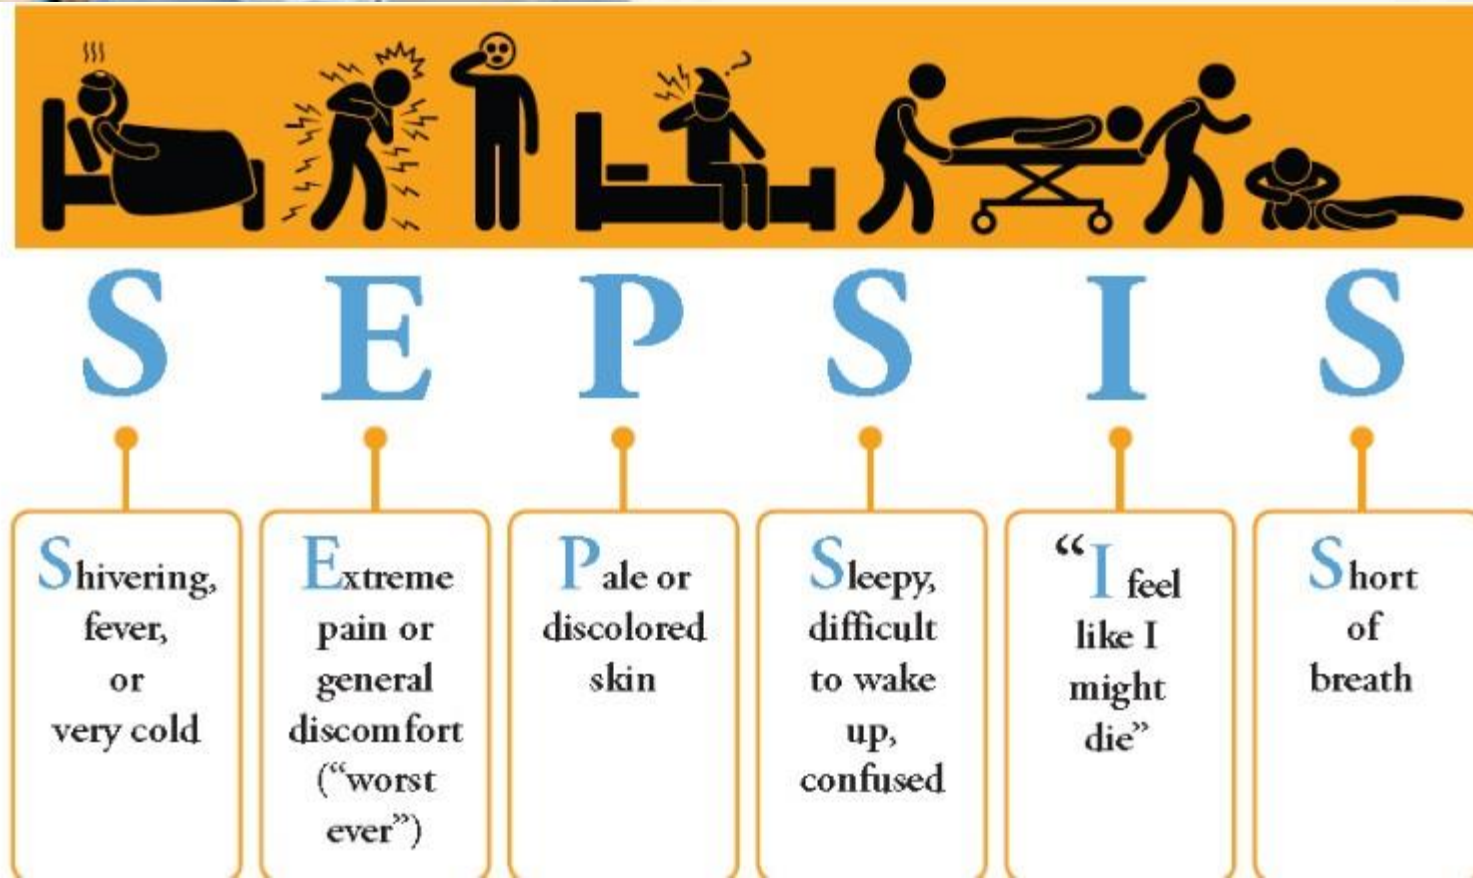 ?
S E P S I S
Shivering,
fever,
or
very cold
Extreme
pain or
general
discomfort
(“worst
ever”)
Pale or
discolored
skin
Sleepy,
difficult
to wake
up,
confused
“I feel
like I
might
die”
Short
of
breath